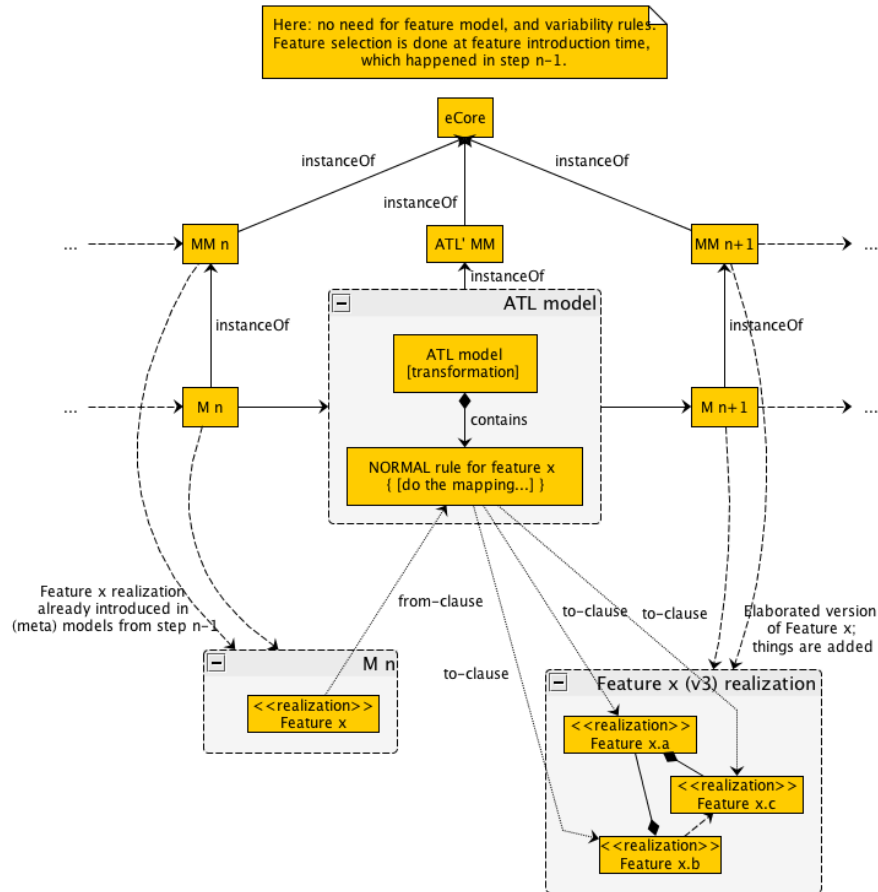 Here: no need for feature model, and variability rules.
Feature selection is done at feature introduction time,
which happened in step n-1.
eCore
instanceOf
instanceOf
instanceOf
...
MM n
ATL' MM
MM n+1
...
instanceOf
instanceOf
instanceOf
ATL model
ATL model
[transformation]
...
M n
M n+1
...
contains
NORMAL rule for feature x
{ [do the mapping...] }
Feature x realization
already introduced in
(meta) models from step n-1
from-clause
to-clause
to-clause
to-clause
Elaborated version
of Feature x;
things are added
M n
<<realization>>
Feature x
Feature x (v3) realization
<<realization>>
Feature x.a
<<realization>>
Feature x.c
<<realization>>
Feature x.b